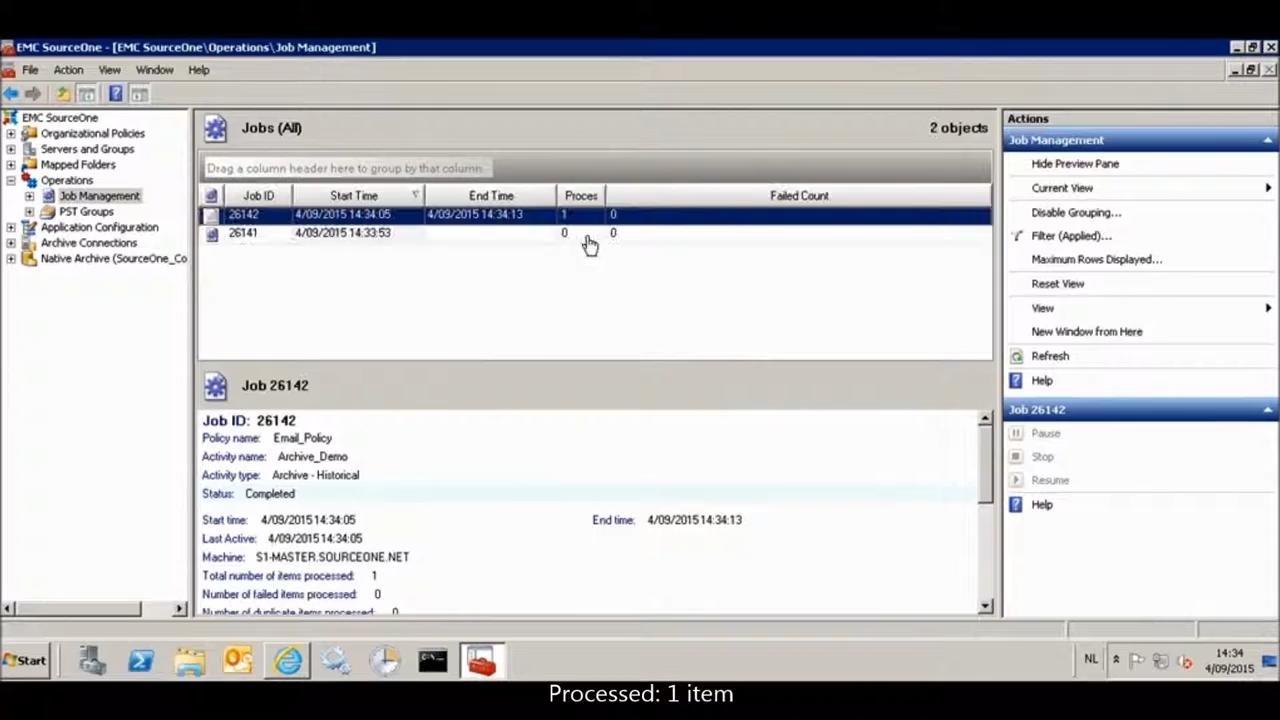 EMC SourceOne - [EMC SourceOne\Operations\Job Management]
File Action View Window Help
EMC SourceOne
Organizational Policies
Servers and Groups
Mapped Folders
Operations
Job Management
PST Groups
Application Configuration
Archive Connections
Native Archive (SourceOne_Co
Jobs (All) 2 objects
Drag a column header here to group by that column.
Job ID Start Time End Time Proces Failed Count
26142 4/09/2015 14:34:05 4/09/2015 14:34:13 1 0
26141 4/09/2015 14:33:53 0 0
Job 26142
Job ID: 26142
Policy name: Email_Policy
Activity name: Archive_Demo
Activity type: Archive - Historical
Status: Completed
Start time: 4/09/2015 14:34:05 End time: 4/09/2015 14:34:13
Last Active: 4/09/2015 14:34:05
Machine: S1-MASTER.SOURCEONE.NET
Total number of items processed: 1
Number of failed items processed: 0
Number of duplicate items processed: 0
Actions
Job Management
Hide Preview Pane
Current View
Disable Grouping...
Filter (Applied)...
Maximum Rows Displayed...
Reset View
View
New Window from Here
Refresh
Help
Job 26142
Pause
Stop
Resume
Help
Start
NL
14:34
4/09/2015
Processed: 1 item